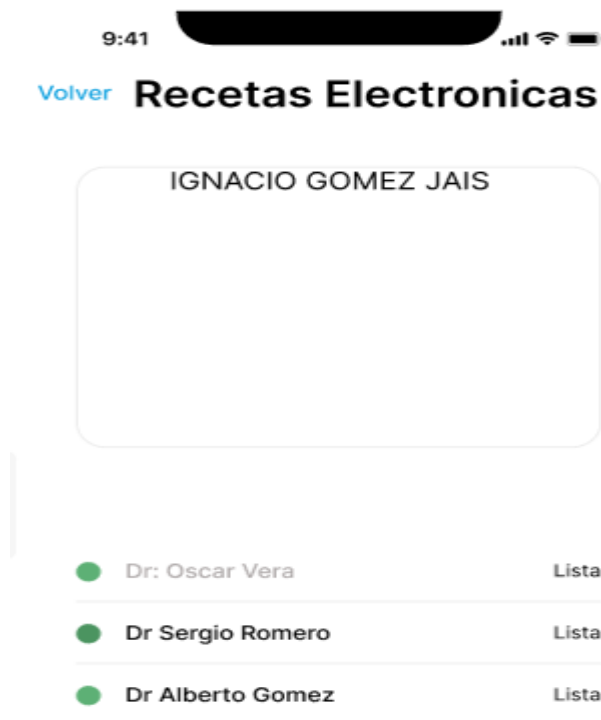 9:41
Volver Recetas Electronicas
IGNACIO GOMEZ JAIS
Dr: Oscar Vera Lista
Dr Sergio Romero Lista
Dr Alberto Gomez Lista